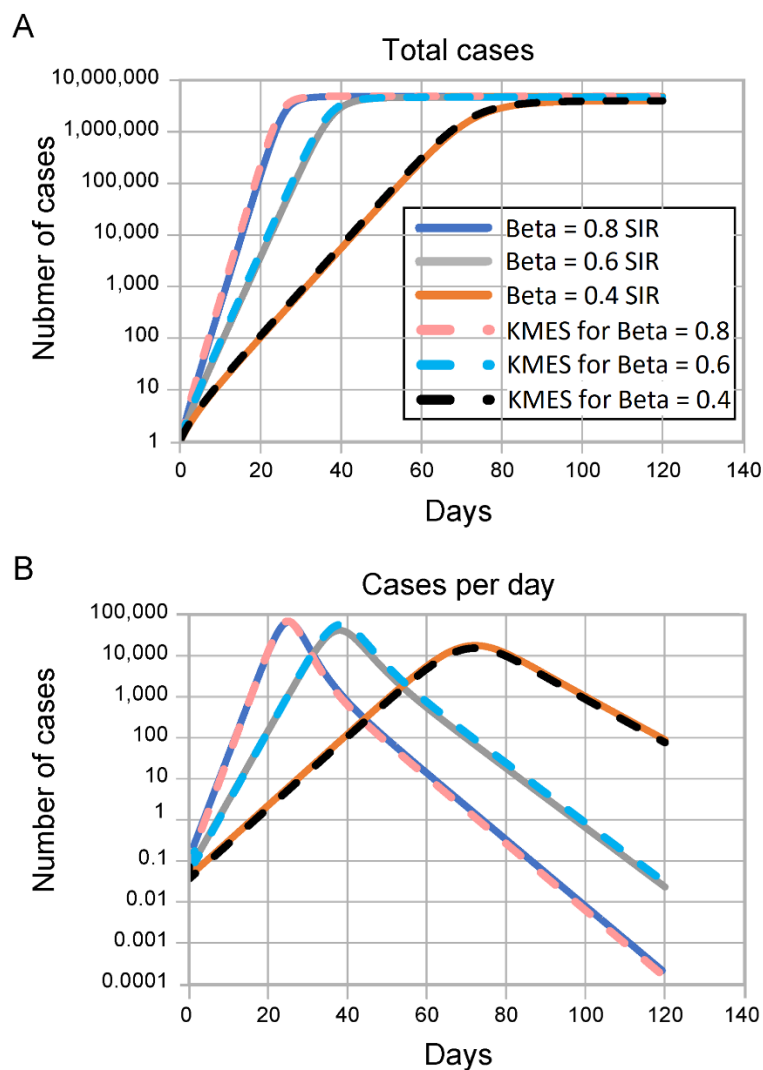 A
Total cases
10,000,000
1,000,000
100,000
10,000
1,000
100
10
1
Nubmer of cases
Beta = 0.8 SIR
Beta = 0.6 SIR
Beta = 0.4 SIR
KMES for Beta = 0.8
KMES for Beta = 0.6
KMES for Beta = 0.4
0 20 40 60 80 100 120 140
Days
B
Cases per day
100,000
10,000
1,000
100
10
1
0.1
0.01
0.001
0.0001
Number of cases
0 20 40 60 80 100 120 140
Days